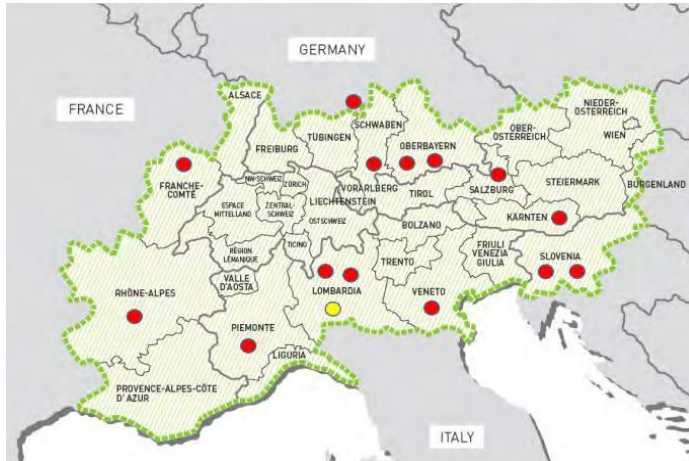 GERMANY
FRANCE
ALSACE
NIEDER-
ÖSTERREICH
WIEN
OBER-
ÖSTERREICH
SCHWABEN
TÜBINGEN
OBERBAYERN
FREIBURG
FRANCHE-
COMTÉ
NW-SCHWEIZ
ZÜRICH
VORARLBERG
LIECHTENSTEIN
TIROL
SALZBURG
STEIERMARK
BURGENLAND
ESPACE
MITTELLAND
ZENTRAL-
SCHWEIZ
OSTSCHWEIZ
KÄRNTEN
BOLZANO
TICINO
RÉGION
LÉMANIQUE
FRIULI
VENEZIA
GIULIA
SLOVENIA
TRENTO
VALLE
D'AOSTA
RHÔNE-ALPES
LOMBARDIA
VENETO
PIEMONTE
LIGURIA
PROVENCE-ALPES-CÔTE
D'AZUR
ITALY